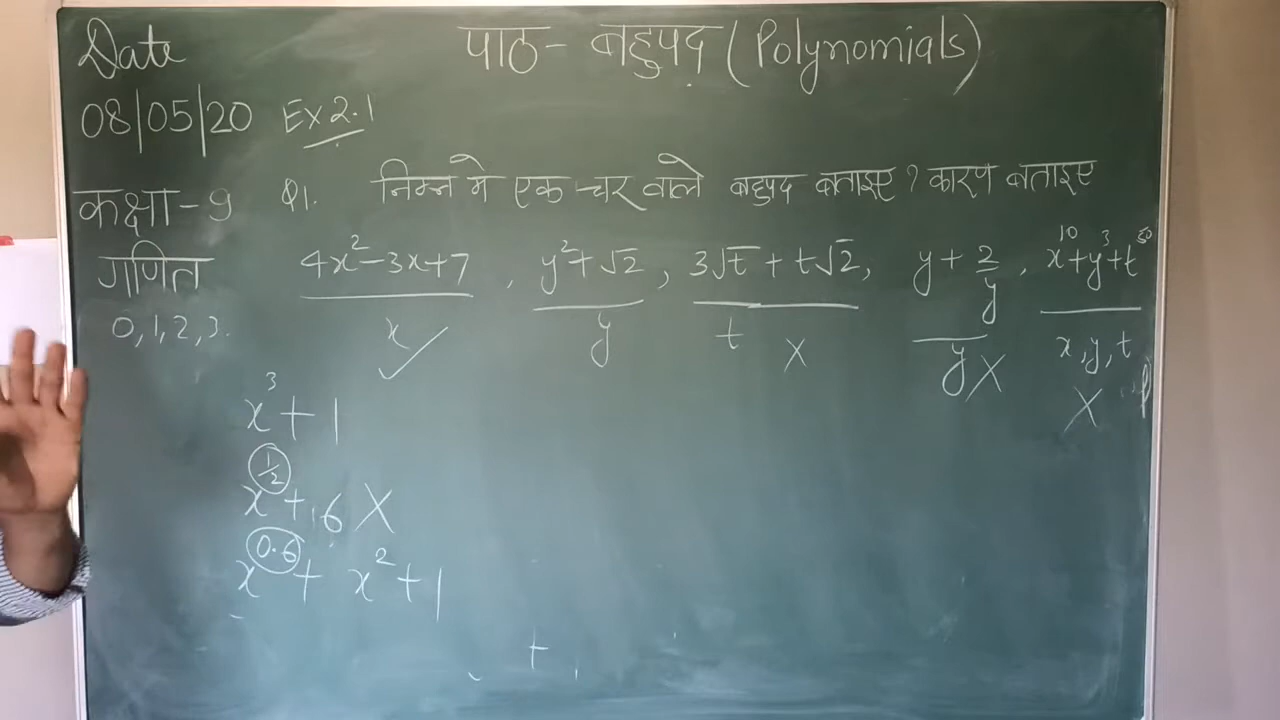 Date पाठ- बहुपद (Polynomials)
08/05/20 Ex 2.1
कक्षा-9 Q1. निम्न मे एक चर वाले बहुपद बताइए ? कारण बताइए
गणित 4x²-3x+7, y²+√2, 3√t + t√2, y+2/y, x¹⁰+y³+t⁵⁰
0,1,2,3. x ✓ y t X y X x,y,t X
x³+1
x^(1/2)+6 X
x^0.6 + x²+1